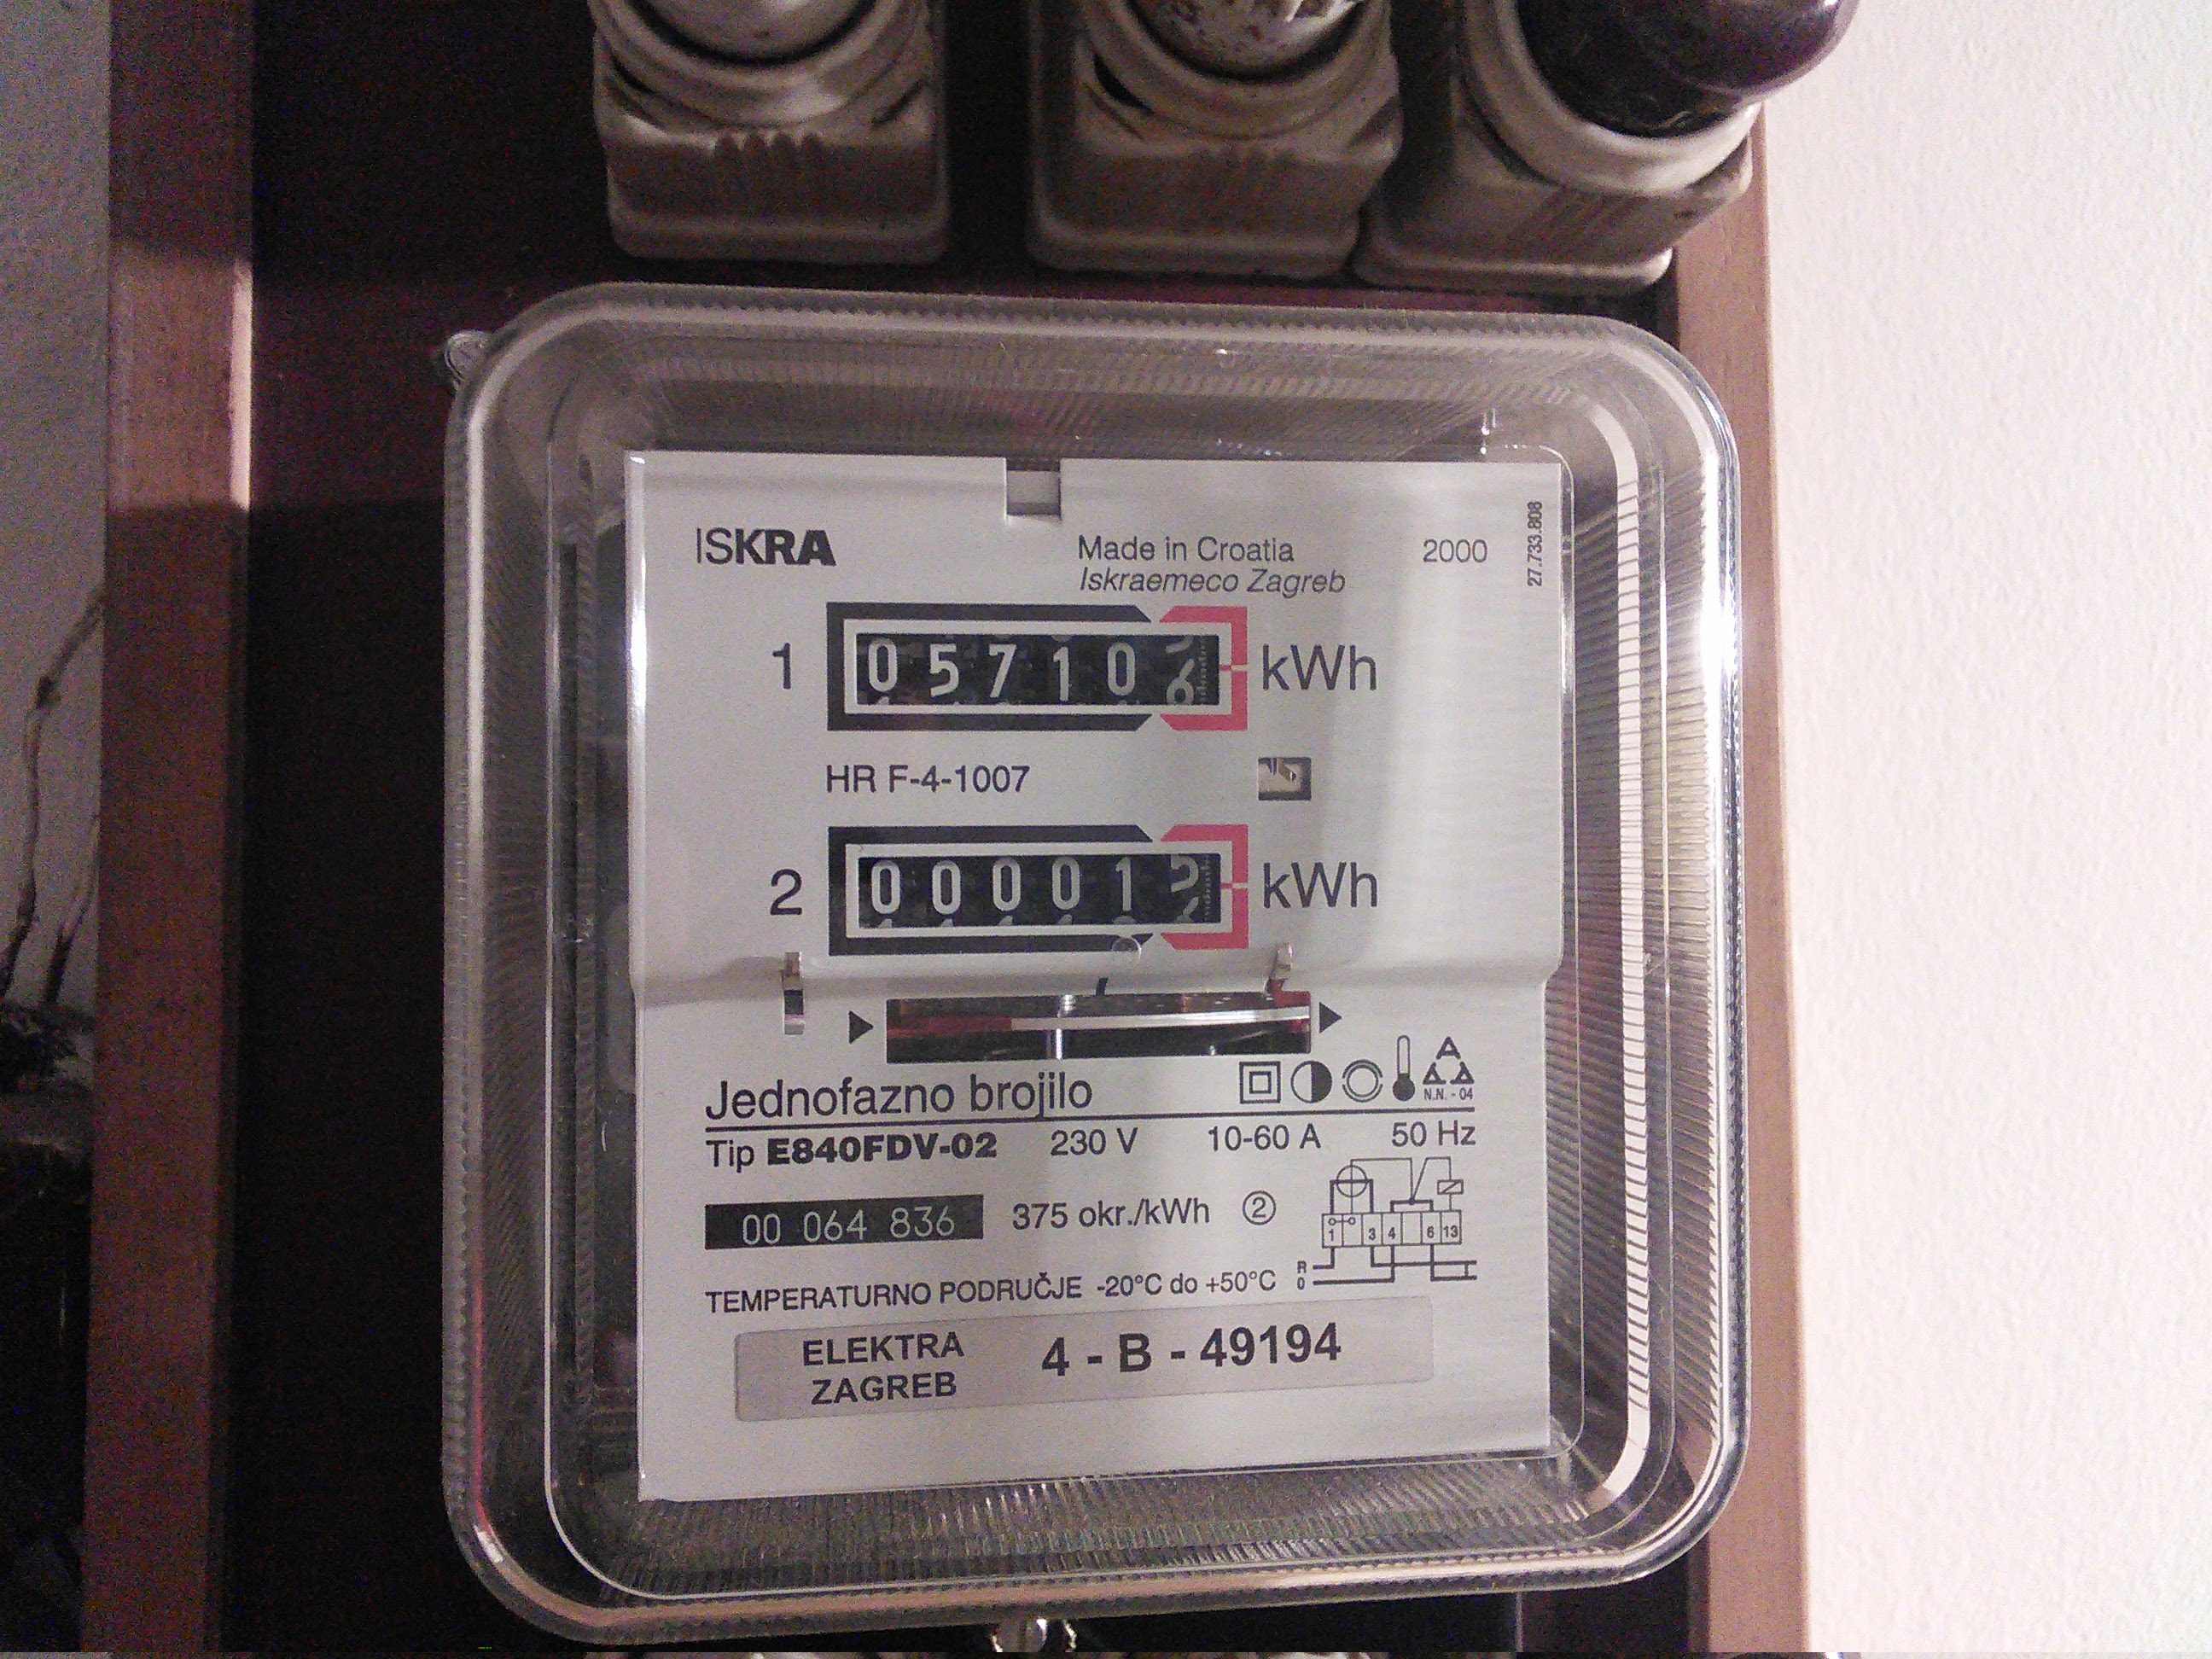 ISKRA
Made in Croatia 2000
Iskraemeco Zagreb
27.733.808
1 05710 kWh
HR F-4-1007
2 00001 kWh
Jednofazno brojilo
N.N. - 04
Tip E840FDV-02 230 V 10-60 A 50 Hz
00 064 836 375 okr./kWh 2
1 3 4 6 13
R
0
TEMPERATURNO PODRUČJE -20°C do +50°C
ELEKTRA
ZAGREB
4 - B - 49194